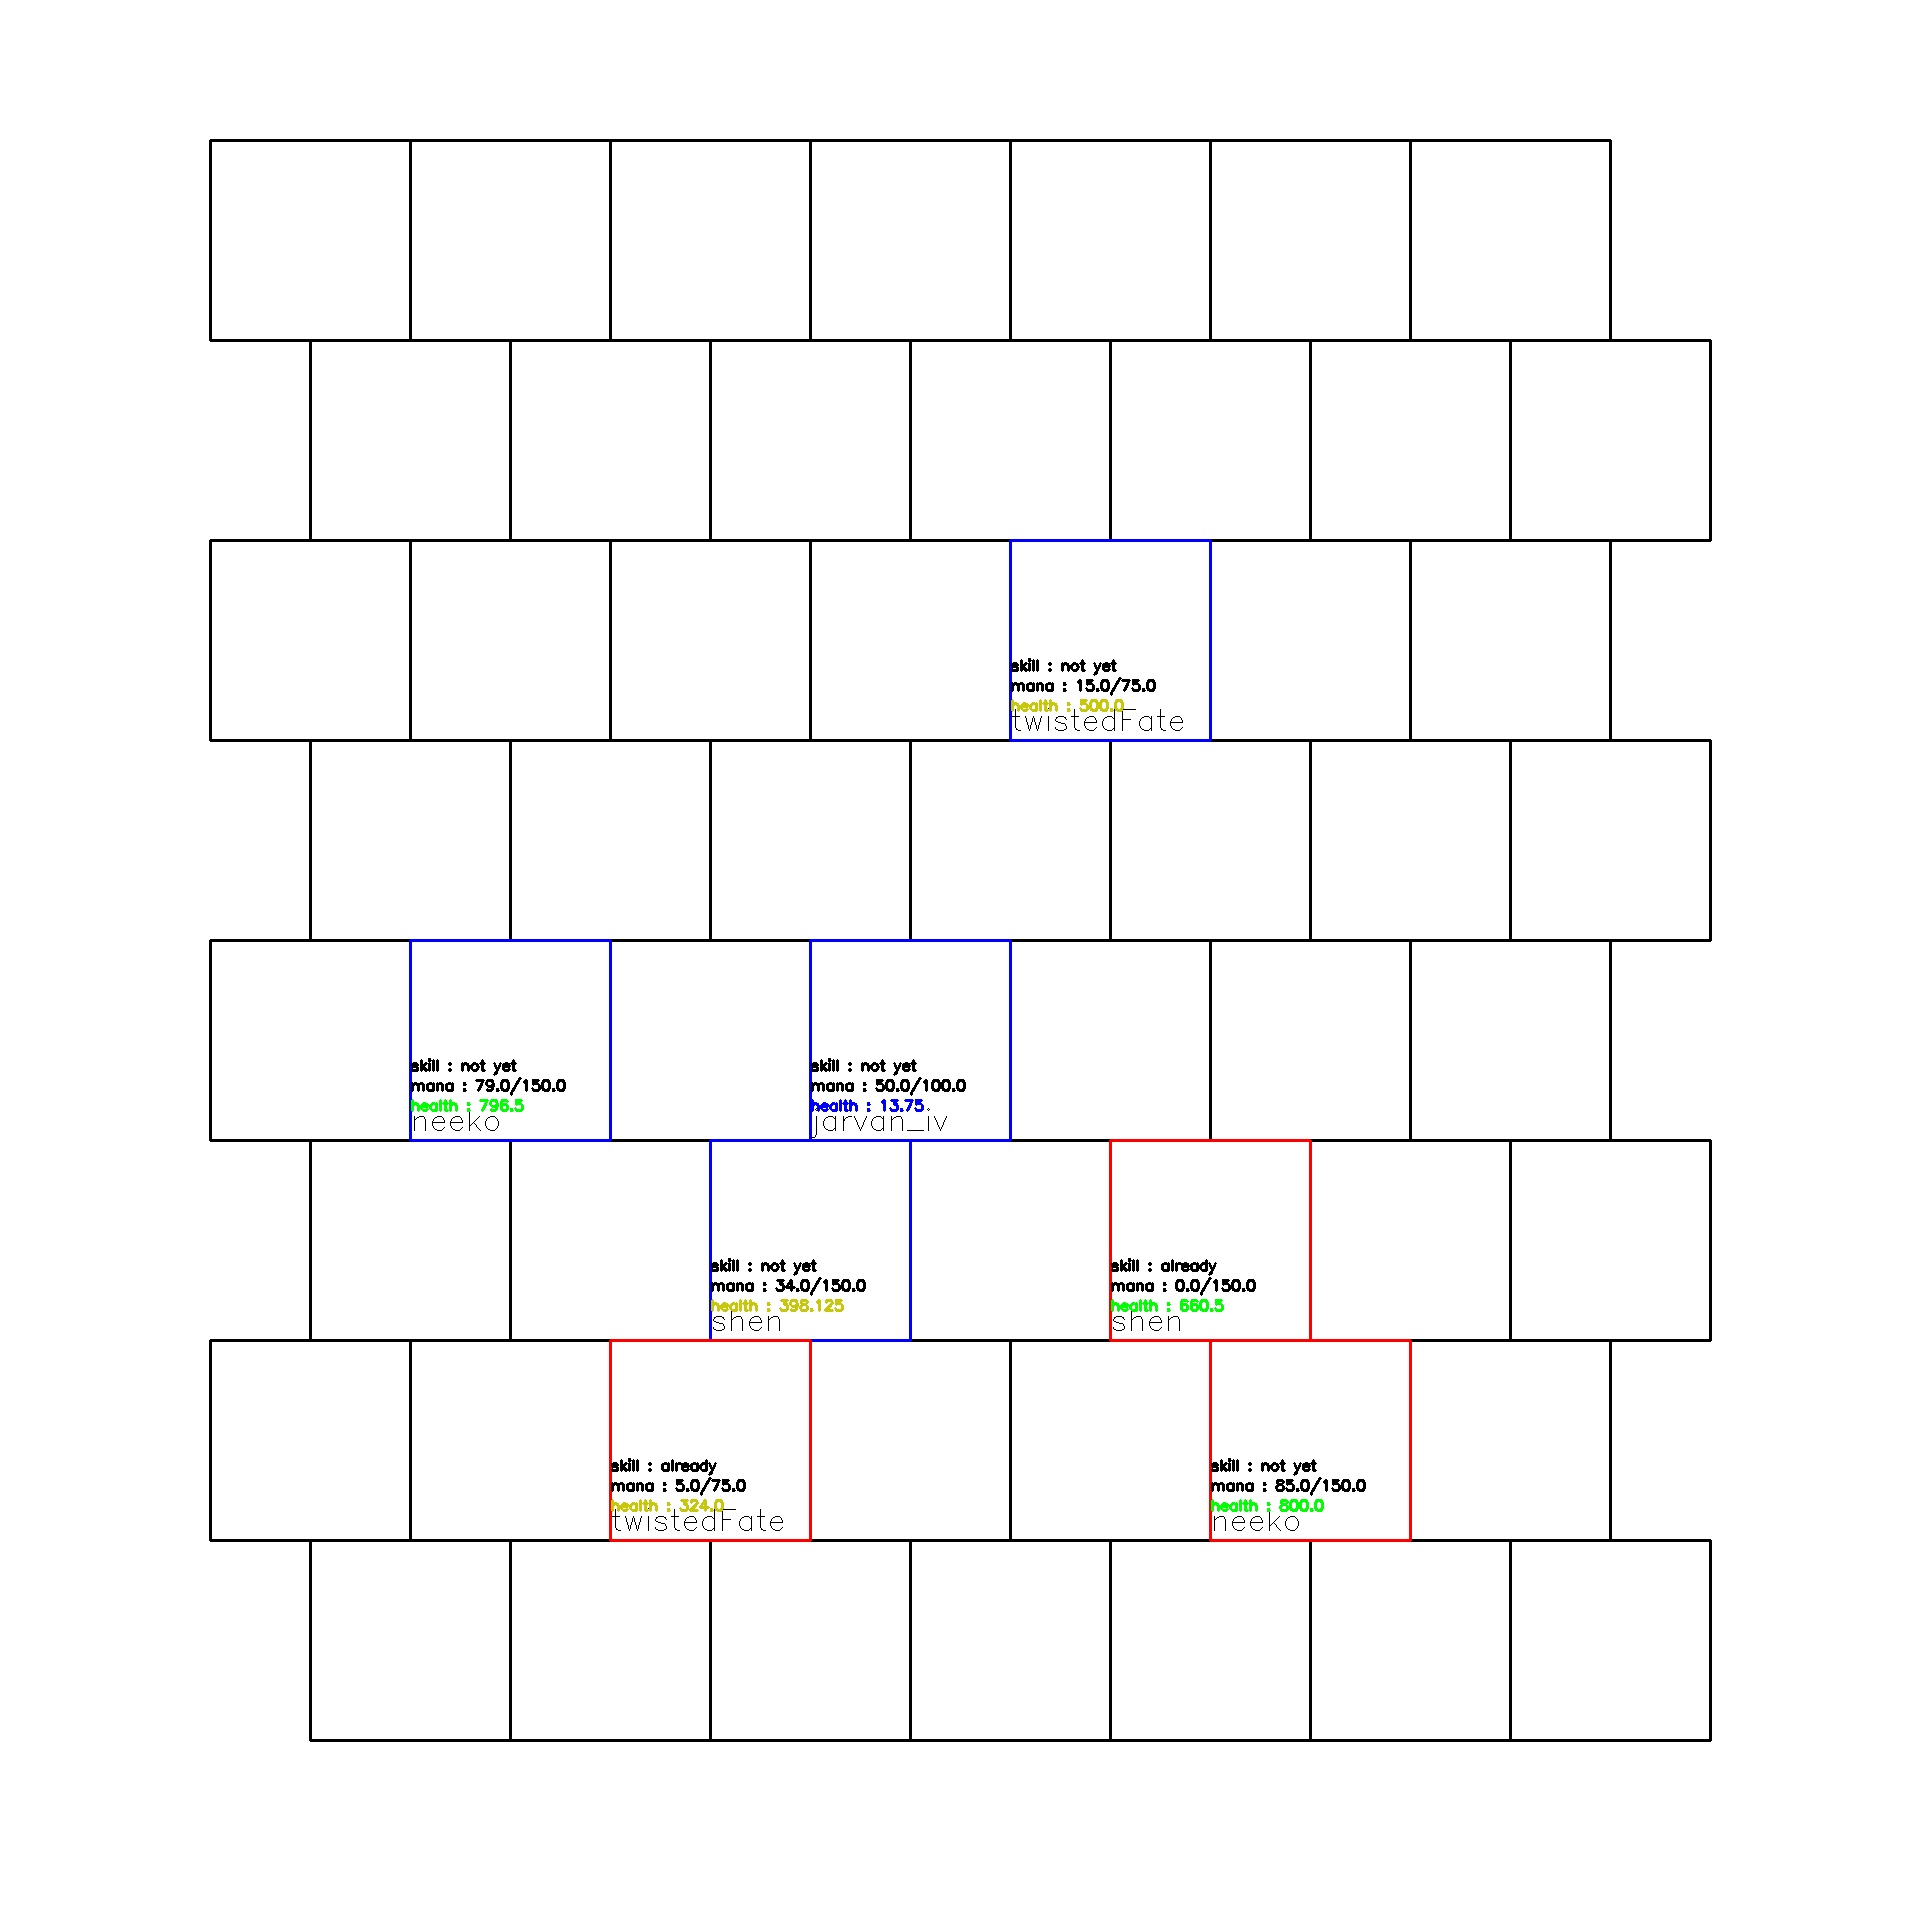 skill : not yet
mana : 15.0/75.0
health : 500.0
twistedFate
skill : not yet
mana : 79.0/150.0
health : 796.5
neeko
skill : not yet
mana : 50.0/100.0
health : 13.75
jarvan_iv
skill : not yet
mana : 34.0/150.0
health : 398.125
shen
skill : already
mana : 0.0/150.0
health : 660.5
shen
skill : already
mana : 5.0/75.0
health : 324.0
twistedFate
skill : not yet
mana : 85.0/150.0
health : 800.0
neeko